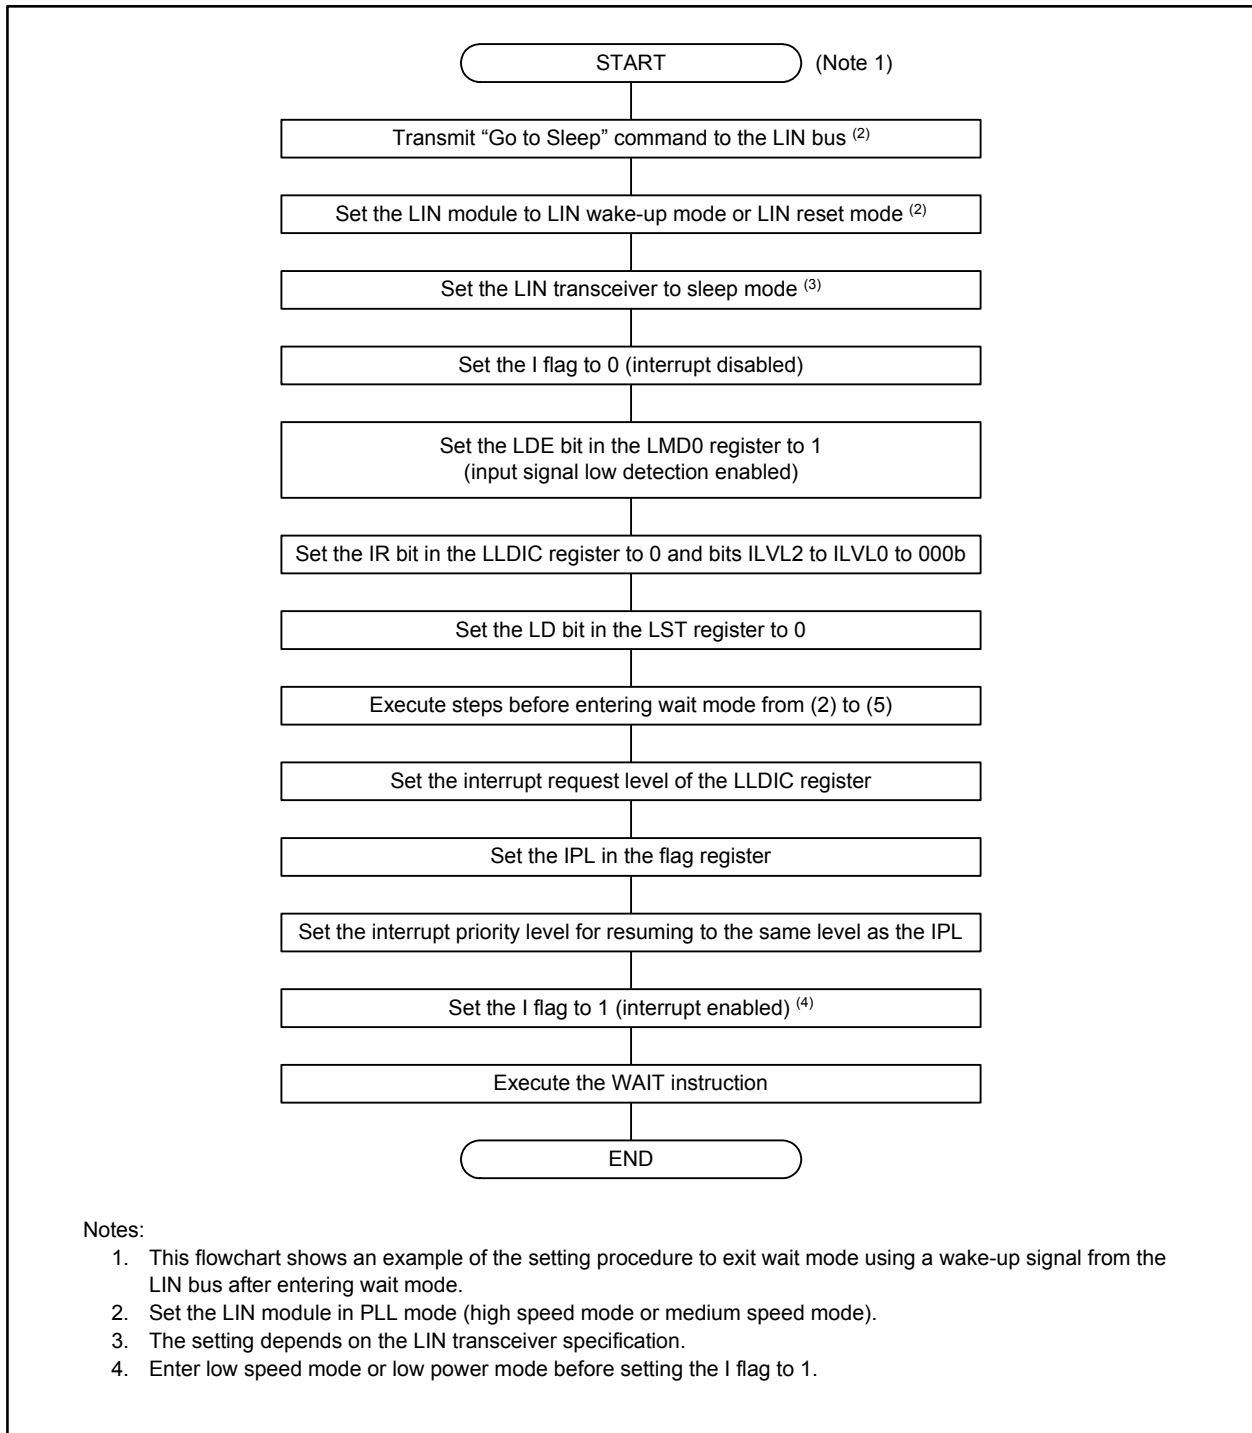 START (Note 1)
Transmit “Go to Sleep” command to the LIN bus (2)
Set the LIN module to LIN wake-up mode or LIN reset mode (2)
Set the LIN transceiver to sleep mode (3)
Set the I flag to 0 (interrupt disabled)
Set the LDE bit in the LMD0 register to 1
(input signal low detection enabled)
Set the IR bit in the LLDIC register to 0 and bits ILVL2 to ILVL0 to 000b
Set the LD bit in the LST register to 0
Execute steps before entering wait mode from (2) to (5)
Set the interrupt request level of the LLDIC register
Set the IPL in the flag register
Set the interrupt priority level for resuming to the same level as the IPL
Set the I flag to 1 (interrupt enabled) (4)
Execute the WAIT instruction
END
Notes:
1. This flowchart shows an example of the setting procedure to exit wait mode using a wake-up signal from the
LIN bus after entering wait mode.
2. Set the LIN module in PLL mode (high speed mode or medium speed mode).
3. The setting depends on the LIN transceiver specification.
4. Enter low speed mode or low power mode before setting the I flag to 1.